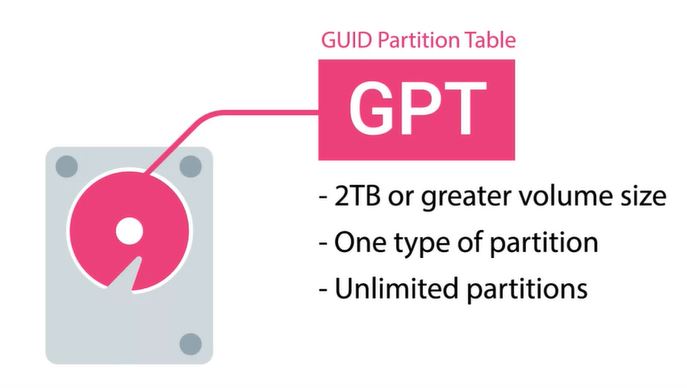 GUID Partition Table
GPT
- 2TB or greater volume size
- One type of partition
- Unlimited partitions